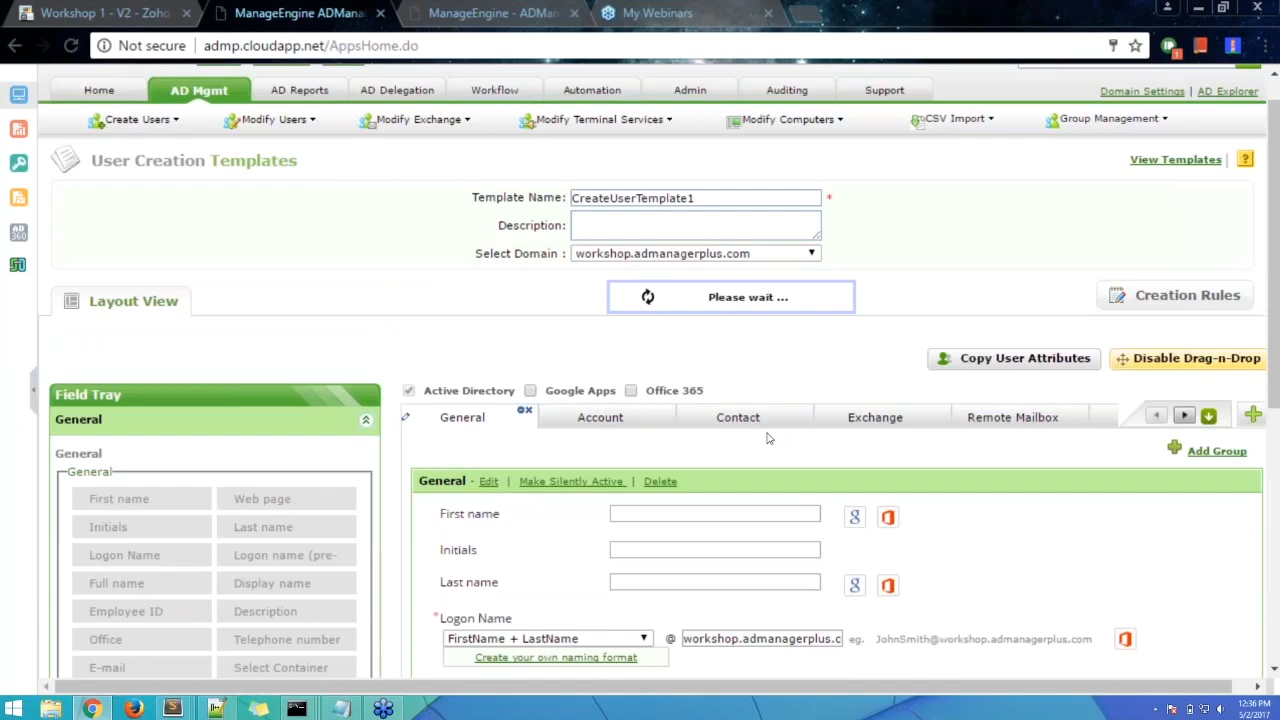 Workshop 1 - V2 - Zoho
ManageEngine ADMana
ManageEngine - ADMan
My Webinars
Not secure
admp.cloudapp.net/AppsHome.do
Home
AD Mgmt
AD Reports
AD Delegation
Workflow
Automation
Admin
Auditing
Support
Domain Settings | AD Explorer
Create Users
Modify Users
Modify Exchange
Modify Terminal Services
Modify Computers
CSV Import
Group Management
User Creation Templates
View Templates
?
Template Name: CreateUserTemplate1 *
Description:
Select Domain : workshop.admanagerplus.com
Layout View
Please wait ...
Creation Rules
Copy User Attributes
Disable Drag-n-Drop
Field Tray
General
General
General
First name
Web page
Initials
Last name
Logon Name
Logon name (pre-
Full name
Display name
Employee ID
Description
Office
Telephone number
E-mail
Select Container
Active Directory
Google Apps
Office 365
General
Account
Contact
Exchange
Remote Mailbox
Add Group
General - Edit | Make Silently Active | Delete
First name
Initials
Last name
*Logon Name
FirstName + LastName @ workshop.admanagerplus.c eg. JohnSmith@workshop.admanagerplus.com
Create your own naming format
12:36 PM
5/2/2017